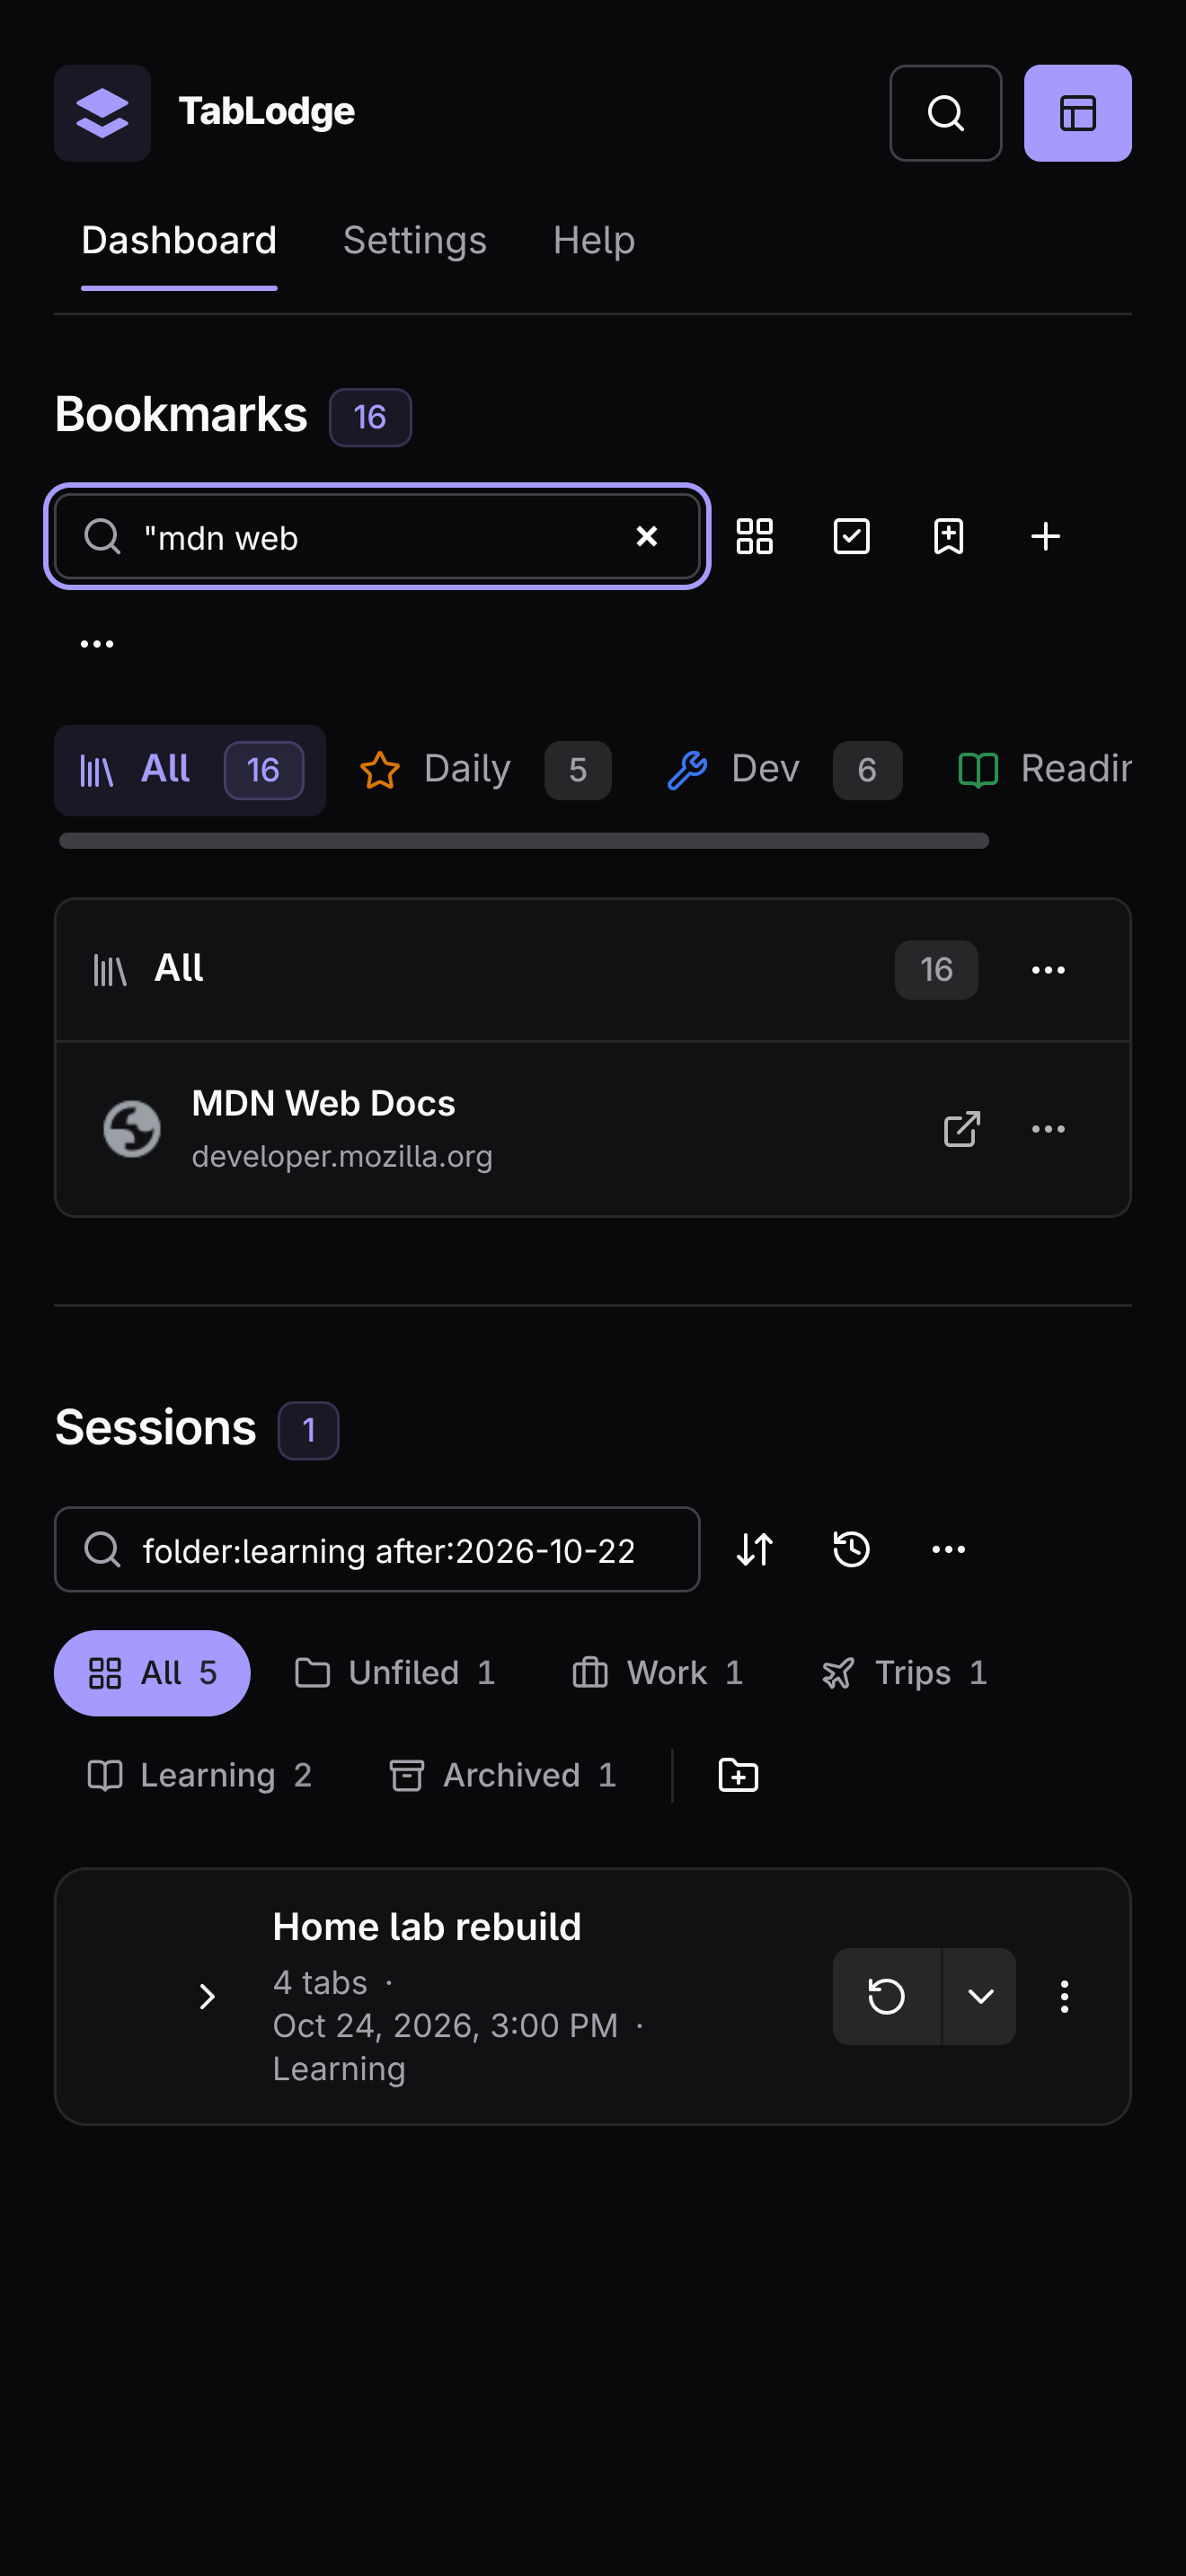 TabLodge
Dashboard Settings Help
Bookmarks 16
"mdn web
All 16 Daily 5 Dev 6 Readir
All 16
MDN Web Docs
developer.mozilla.org
Sessions 1
folder:learning after:2026-10-22
All 5 Unfiled 1 Work 1 Trips 1
Learning 2 Archived 1
Home lab rebuild
4 tabs ·
Oct 24, 2026, 3:00 PM ·
Learning